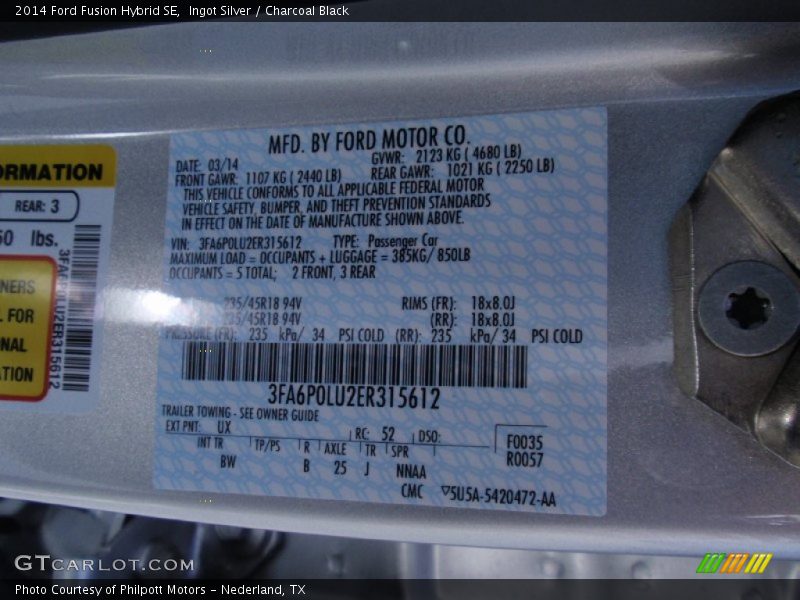 2014 Ford Fusion Hybrid SE, Ingot Silver / Charcoal Black
ORMATION
REAR: 3
50 lbs.
NERS
L FOR
ONAL
TION
3FA6P0LU2ER315612
MFD. BY FORD MOTOR CO.
DATE: 03/14 GVWR: 2123 KG ( 4680 LB)
FRONT GAWR: 1107 KG ( 2440 LB) REAR GAWR: 1021 KG ( 2250 LB)
THIS VEHICLE CONFORMS TO ALL APPLICABLE FEDERAL MOTOR
VEHICLE SAFETY, BUMPER, AND THEFT PREVENTION STANDARDS
IN EFFECT ON THE DATE OF MANUFACTURE SHOWN ABOVE.
VIN: 3FA6P0LU2ER315612 TYPE: Passenger Car
MAXIMUM LOAD = OCCUPANTS + LUGGAGE = 385KG/ 850LB
OCCUPANTS = 5 TOTAL; 2 FRONT, 3 REAR
235/45R18 94V RIMS (FR): 18x8.0J
235/45R18 94V (RR): 18x8.0J
PRESSURE (FR): 235 kPa/ 34 PSI COLD (RR): 235 kPa/ 34 PSI COLD
3FA6P0LU2ER315612
TRAILER TOWING - SEE OWNER GUIDE
EXT PNT: UX RC: 52 DSO: F0035
INT TR TP/PS R AXLE TR SPR R0057
BW B 25 J NNAA
CMC ▽5U5A-5420472-AA
GTCARLOT.COM
Photo Courtesy of Philpott Motors - Nederland, TX